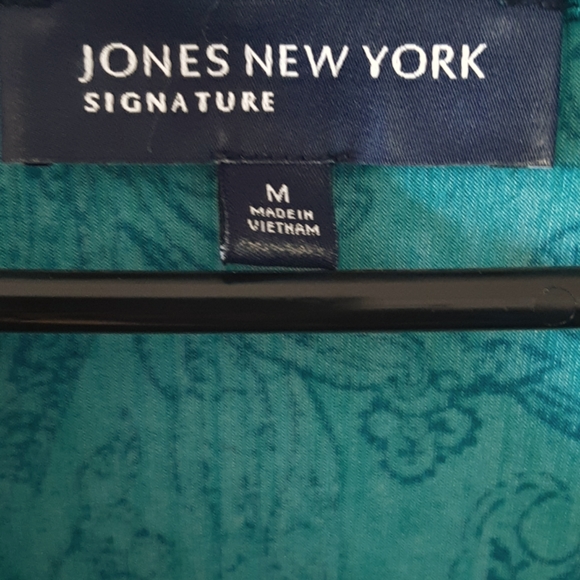 JONES NEW YORK
SIGNATURE
M
MADE IN
VIETNAM